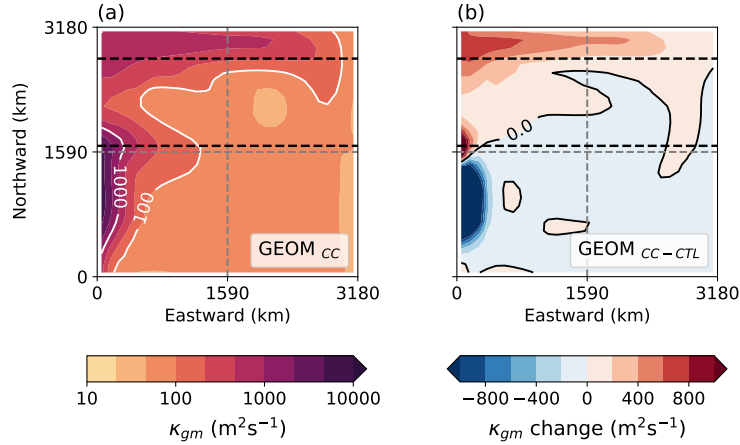 (a)
(b)
3180
1590
0
Northward (km)
1000
100
GEOM CC
0 1590 3180
Eastward (km)
0.0
GEOM CC−CTL
0 1590 3180
Eastward (km)
10 100 1000 10000
κgm (m²s⁻¹)
−800 −400 0 400 800
κgm change (m²s⁻¹)